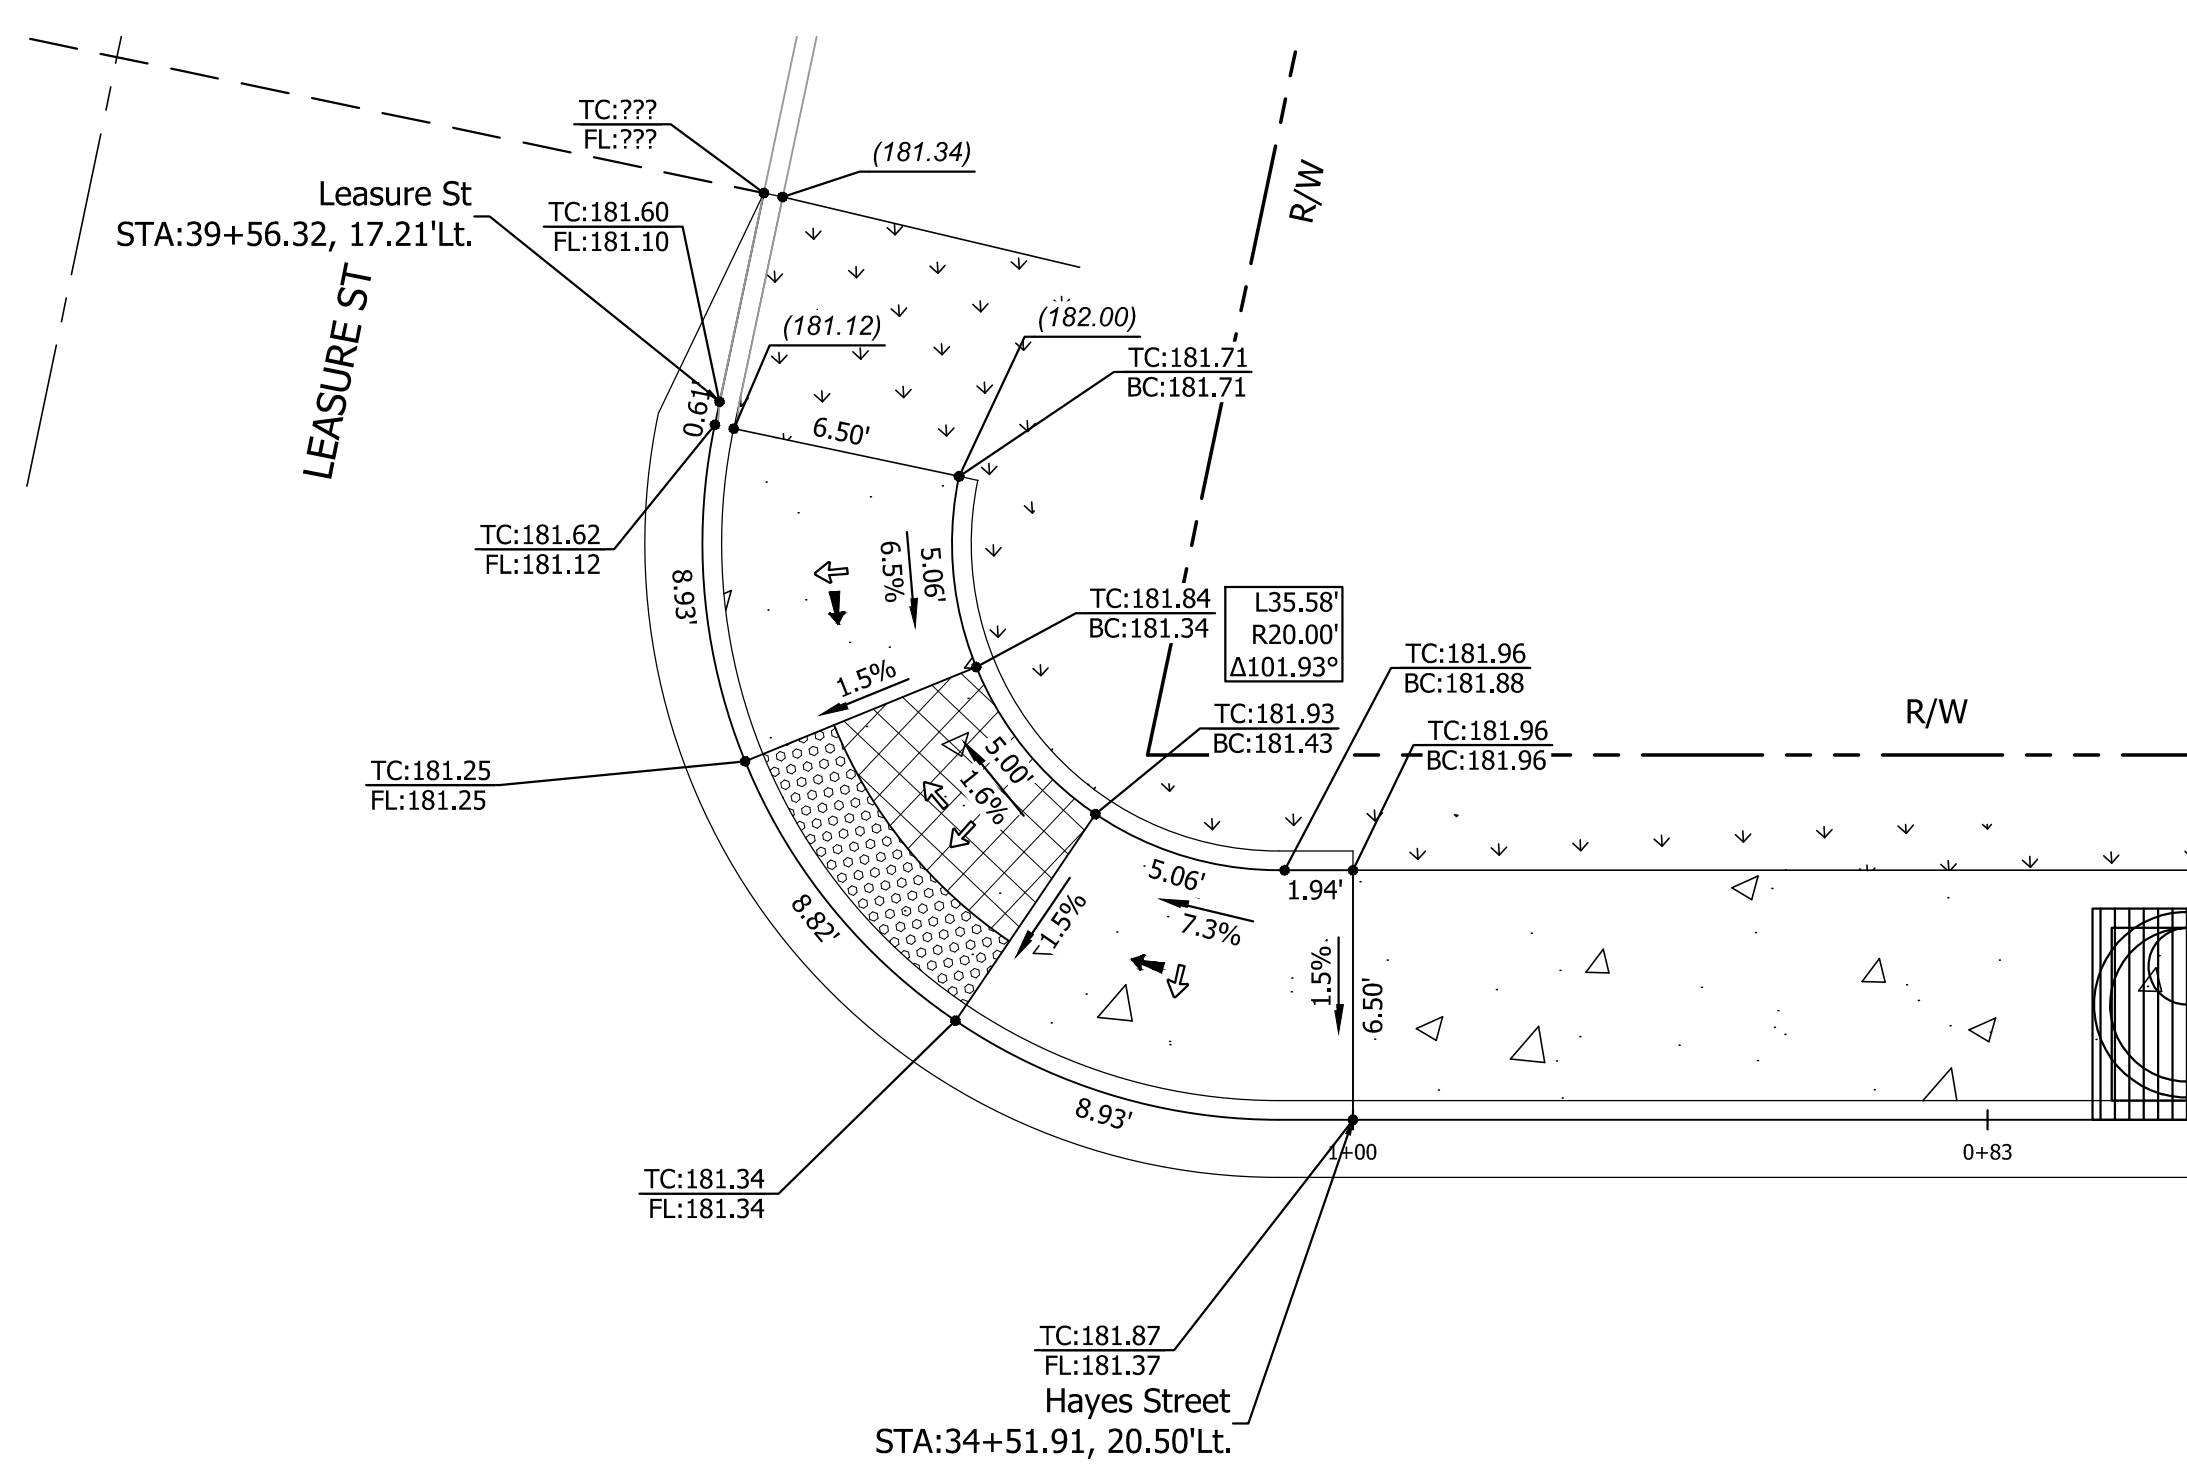 TC:???
FL:???
(181.34)
R/W
Leasure St
STA:39+56.32, 17.21'Lt.
TC:181.60
FL:181.10
LEASURE ST
(181.12)
(182.00)
TC:181.71
BC:181.71
0.61'
6.50'
TC:181.62
FL:181.12
8.93'
6.5%
5.06'
TC:181.84
BC:181.34
L35.58'
R20.00'
Δ101.93°
TC:181.96
BC:181.88
1.5%
TC:181.93
BC:181.43
TC:181.96
BC:181.96
R/W
5.00'
1.6%
TC:181.25
FL:181.25
8.82'
5.06'
7.3%
1.94'
1.5%
1.5%
6.50'
8.93'
1+00
0+83
TC:181.34
FL:181.34
TC:181.87
FL:181.37
Hayes Street
STA:34+51.91, 20.50'Lt.